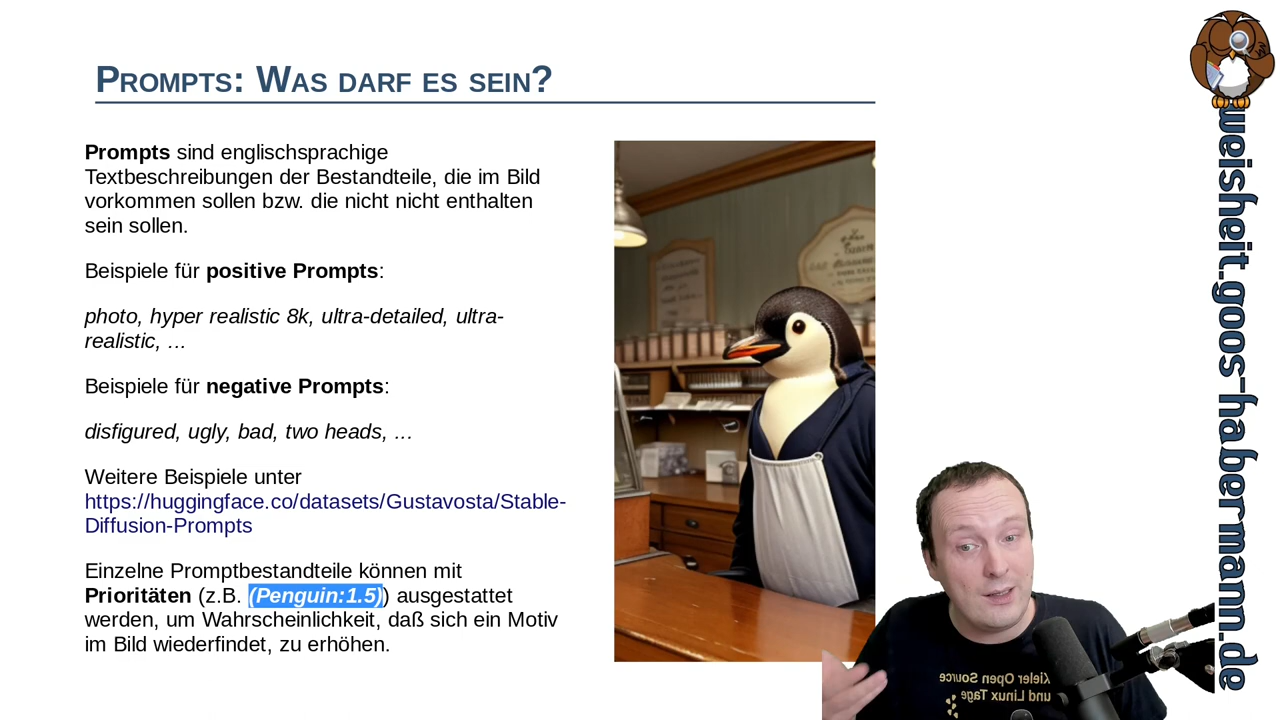 Prompts: Was darf es sein?
Prompts sind englischsprachige
Textbeschreibungen der Bestandteile, die im Bild
vorkommen sollen bzw. die nicht nicht enthalten
sein sollen.
Beispiele für positive Prompts:
photo, hyper realistic 8k, ultra-detailed, ultra-
realistic, ...
Beispiele für negative Prompts:
disfigured, ugly, bad, two heads, ...
Weitere Beispiele unter
https://huggingface.co/datasets/Gustavosta/Stable-
Diffusion-Prompts
Einzelne Promptbestandteile können mit
Prioritäten (z.B. (Penguin:1.5)) ausgestattet
werden, um Wahrscheinlichkeit, daß sich ein Motiv
im Bild wiederfindet, zu erhöhen.
weisheit.goos-habermann.de
Kieler Open Source
und Linux Tage